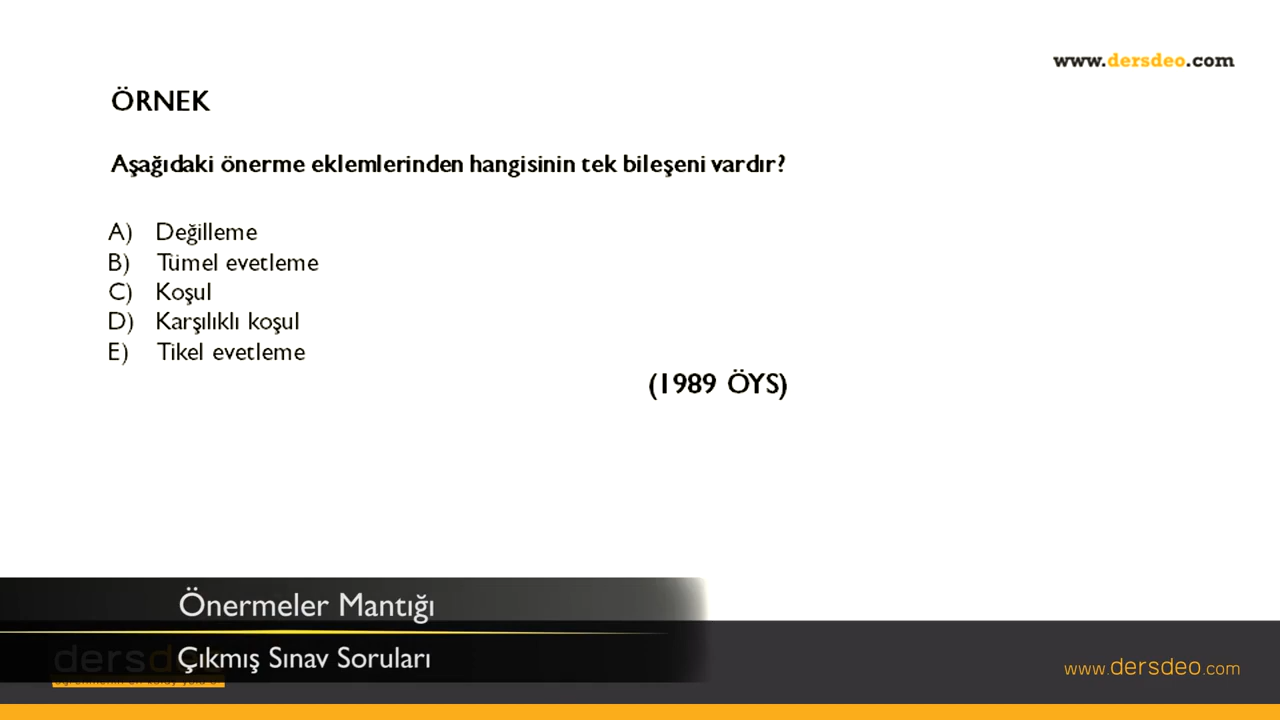 www.dersdeo.com
ÖRNEK
Aşağıdaki önerme eklemlerinden hangisinin tek bileşeni vardır?
A) Değilleme
B) Tümel evetleme
C) Koşul
D) Karşılıklı koşul
E) Tikel evetleme
(1989 ÖYS)
Önermeler Mantığı
Çıkmış Sınav Soruları
www.dersdeo.com